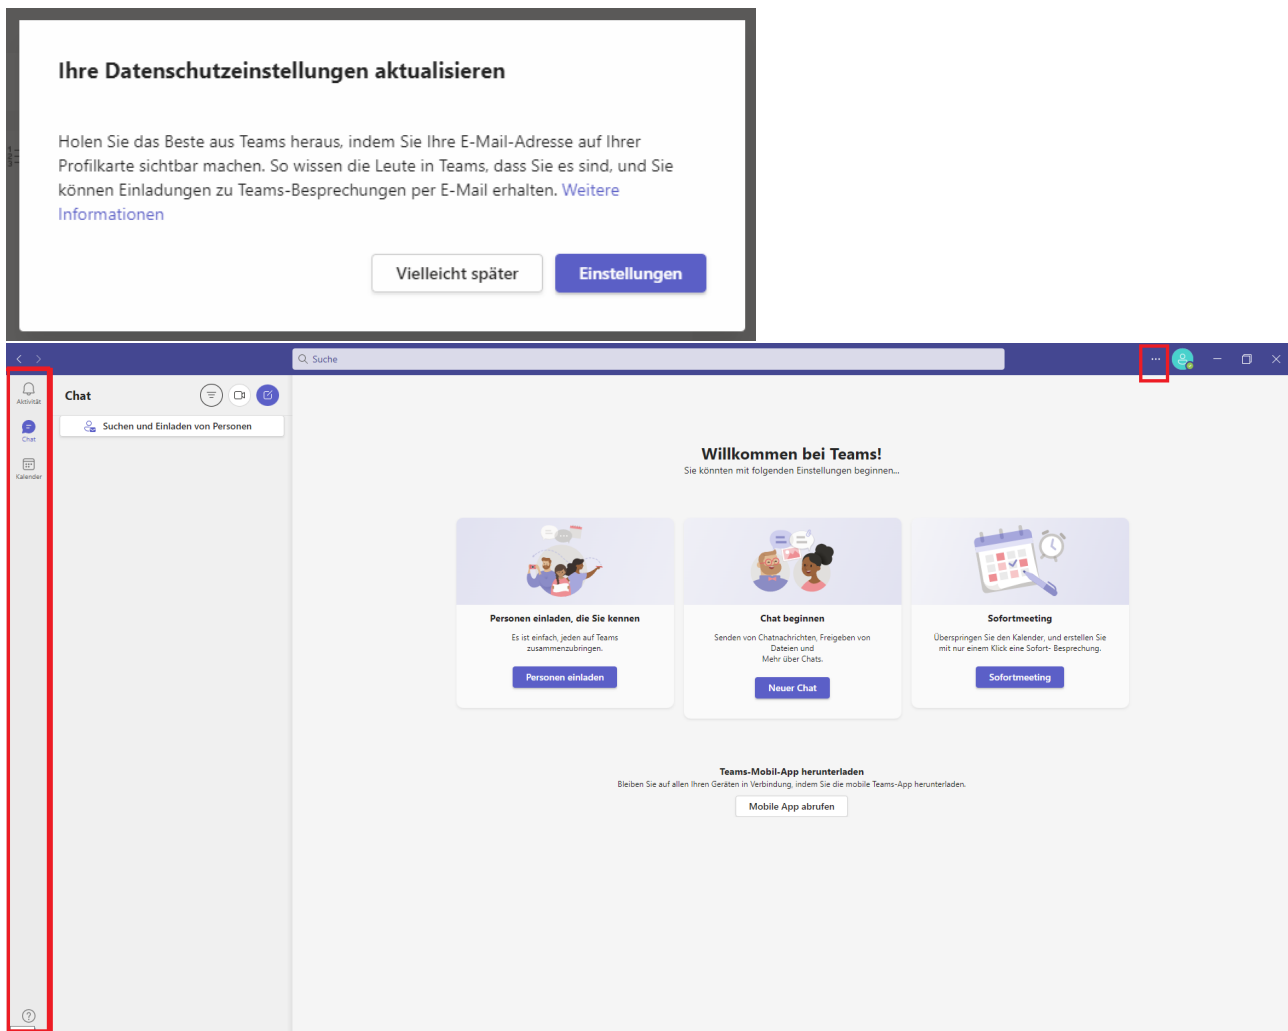 Ihre Datenschutzeinstellungen aktualisieren
Holen Sie das Beste aus Teams heraus, indem Sie Ihre E-Mail-Adresse auf Ihrer
Profilkarte sichtbar machen. So wissen die Leute in Teams, dass Sie es sind, und Sie
können Einladungen zu Teams-Besprechungen per E-Mail erhalten. Weitere
Informationen
Vielleicht später
Einstellungen
Suche
Aktivität
Chat
Kalender
Chat
Suchen und Einladen von Personen
Willkommen bei Teams!
Sie könnten mit folgenden Einstellungen beginnen...
Personen einladen, die Sie kennen
Es ist einfach, jeden auf Teams
zusammenzubringen.
Personen einladen
Chat beginnen
Senden von Chatnachrichten, Freigeben von
Dateien und
Mehr über Chats.
Neuer Chat
Sofortmeeting
Überspringen Sie den Kalender, und erstellen Sie
mit nur einem Klick eine Sofort- Besprechung.
Sofortmeeting
Teams-Mobil-App herunterladen
Bleiben Sie auf allen Ihren Geräten in Verbindung, indem Sie die mobile Teams-App herunterladen.
Mobile App abrufen